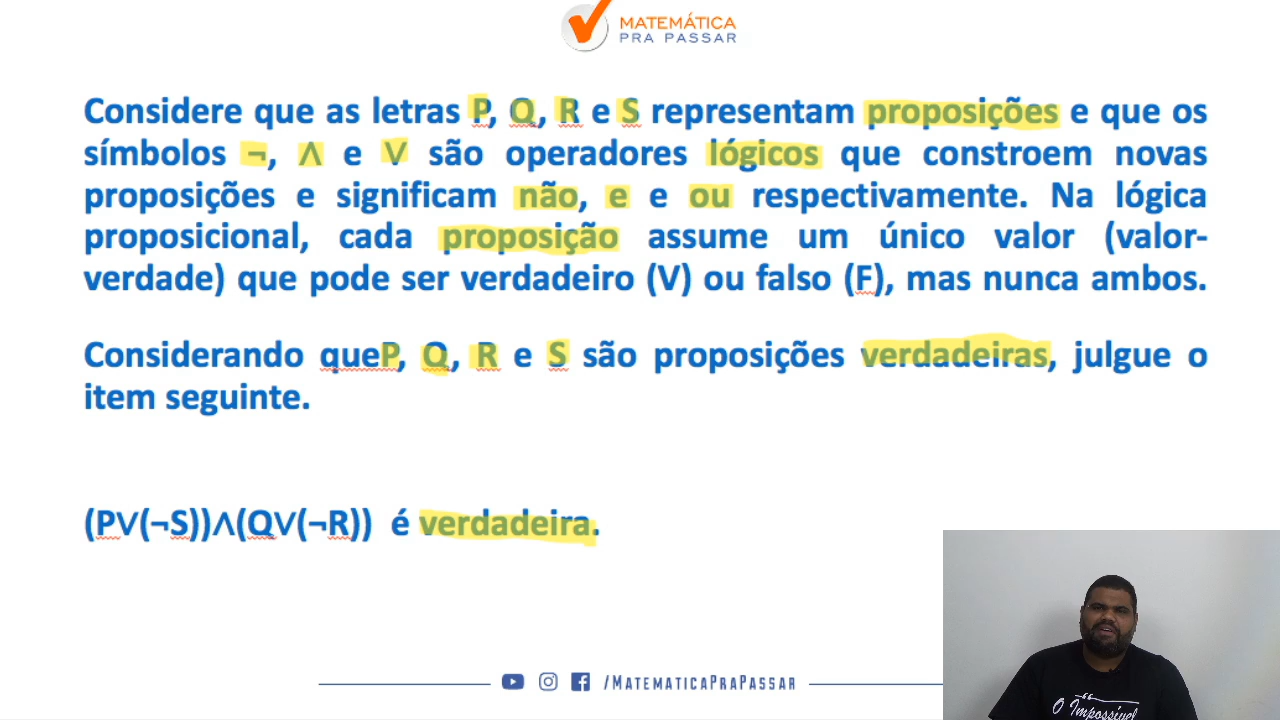 MATEMÁTICA
PRA PASSAR
Considere que as letras P, Q, R e S representam proposições e que os
símbolos ¬, ∧ e ∨ são operadores lógicos que constroem novas
proposições e significam não, e e ou respectivamente. Na lógica
proposicional, cada proposição assume um único valor (valor-
verdade) que pode ser verdadeiro (V) ou falso (F), mas nunca ambos.
Considerando queP, Q, R e S são proposições verdadeiras, julgue o
item seguinte.
(P∨(¬S))∧(Q∨(¬R)) é verdadeira.
/MATEMATICAPRAPASSAR
O Impossível